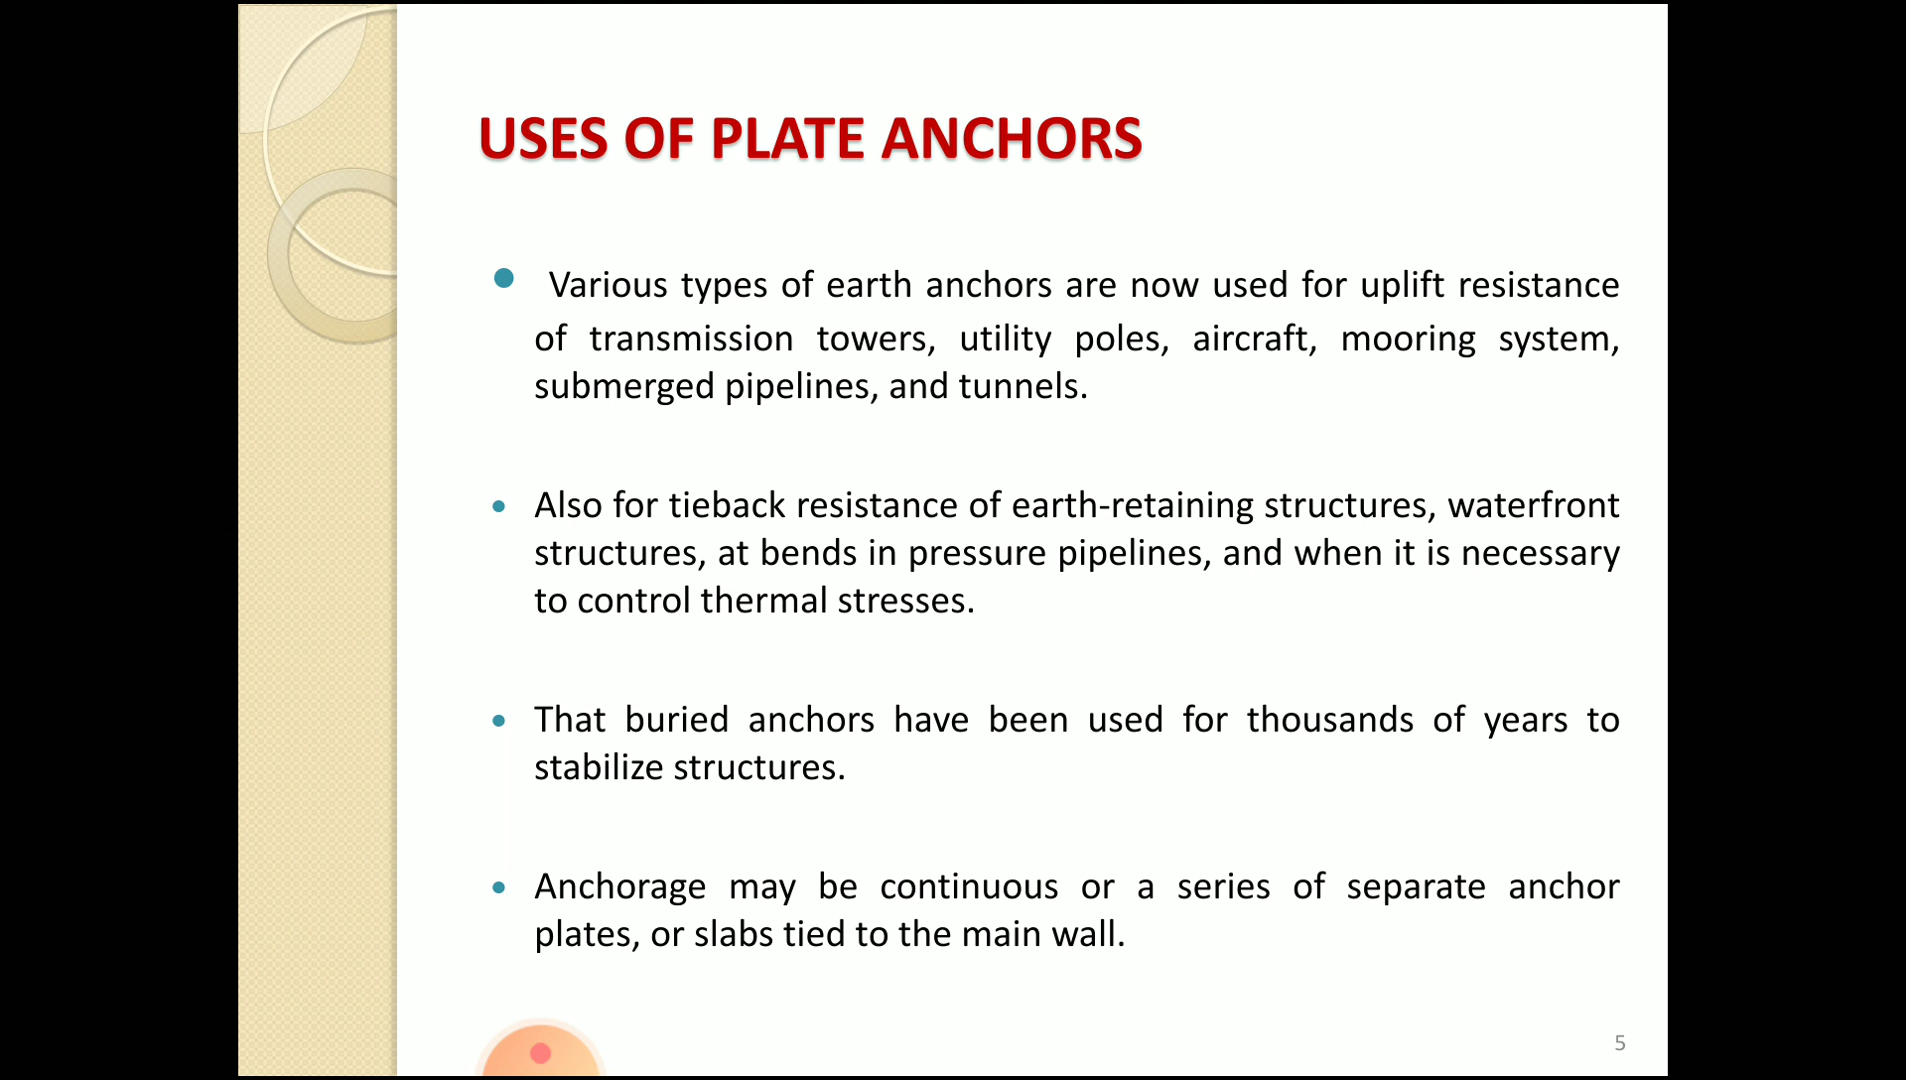 USES OF PLATE ANCHORS
• Various types of earth anchors are now used for uplift resistance
of transmission towers, utility poles, aircraft, mooring system,
submerged pipelines, and tunnels.
• Also for tieback resistance of earth-retaining structures, waterfront
structures, at bends in pressure pipelines, and when it is necessary
to control thermal stresses.
• That buried anchors have been used for thousands of years to
stabilize structures.
• Anchorage may be continuous or a series of separate anchor
plates, or slabs tied to the main wall.
5